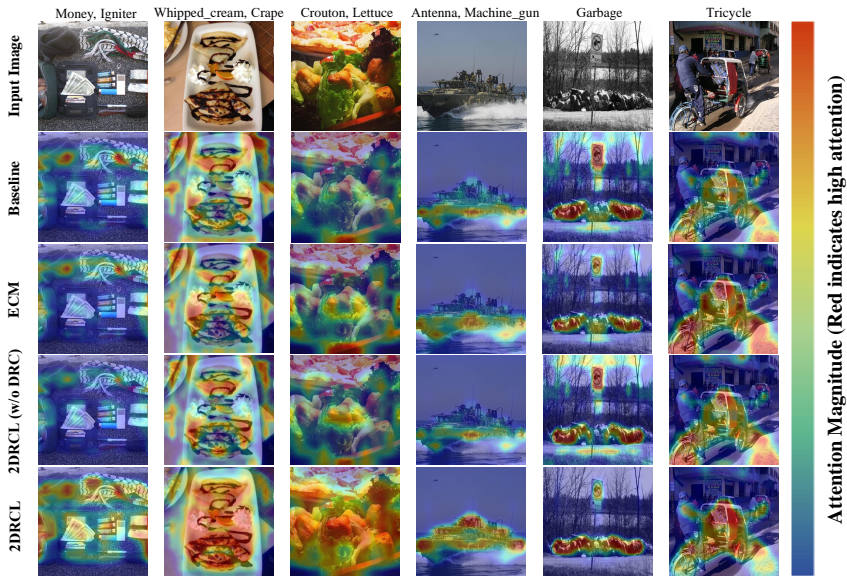 Money, Igniter
Whipped_cream, Crape
Crouton, Lettuce
Antenna, Machine_gun
Garbage
Tricycle
Input Image
Baseline
ECM
2DRCL (w/o DRC)
2DRCL
Attention Magnitude (Red indicates high attention)